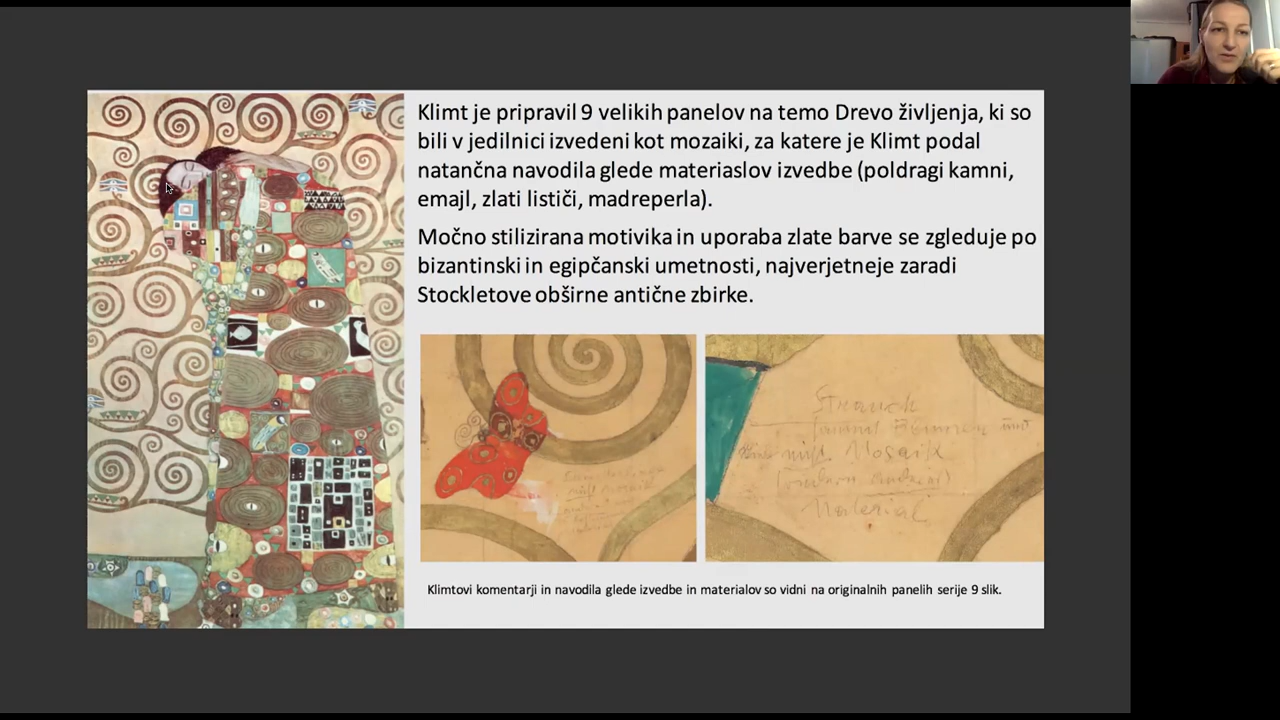 Klimt je pripravil 9 velikih panelov na temo Drevo življenja, ki so
bili v jedilnici izvedeni kot mozaiki, za katere je Klimt podal
natančna navodila glede materiaslov izvedbe (poldragi kamni,
emajl, zlati lističi, madreperla).
Močno stilizirana motivika in uporaba zlate barve se zgleduje po
bizantinski in egipčanski umetnosti, najverjetneje zaradi
Stockletove obširne antične zbirke.
Strauch
Mosaik
Material
Klimtovi komentarji in navodila glede izvedbe in materialov so vidni na originalnih panelih serije 9 slik.